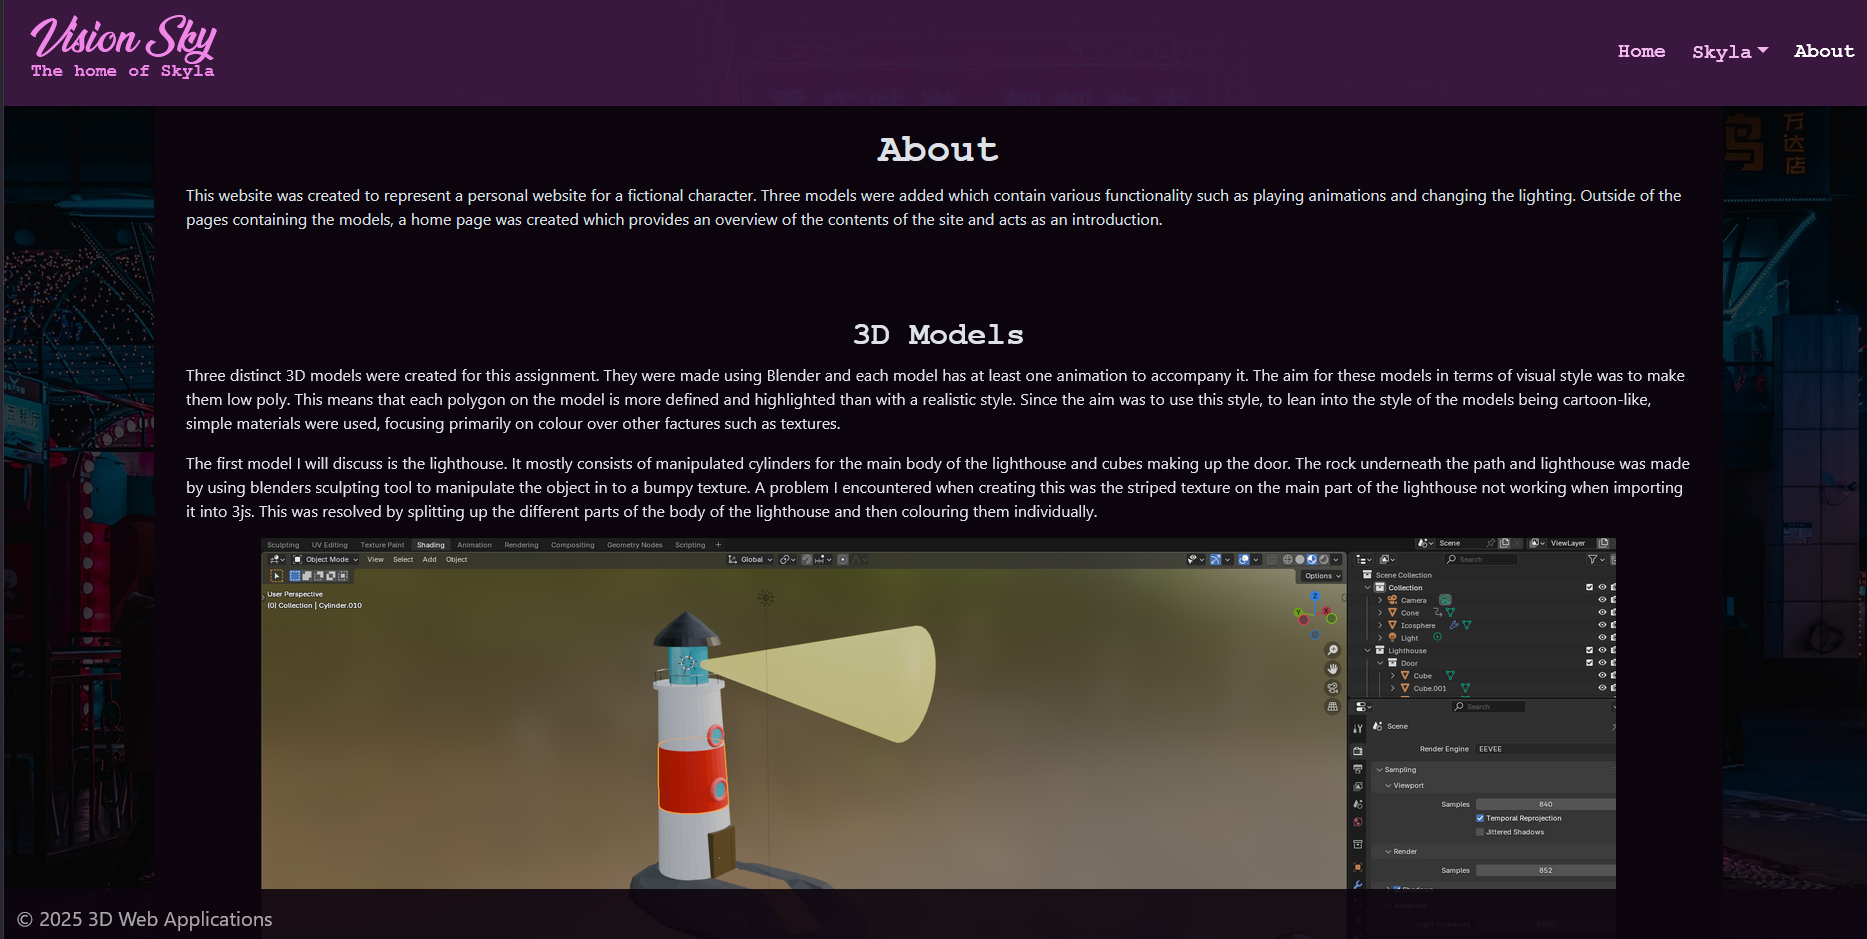 Vision Sky
The home of Skyla
Home
Skyla
About
鸟
万
达
店
About
This website was created to represent a personal website for a fictional character. Three models were added which contain various functionality such as playing animations and changing the lighting. Outside of the
pages containing the models, a home page was created which provides an overview of the contents of the site and acts as an introduction.
3D Models
Three distinct 3D models were created for this assignment. They were made using Blender and each model has at least one animation to accompany it. The aim for these models in terms of visual style was to make
them low poly. This means that each polygon on the model is more defined and highlighted than with a realistic style. Since the aim was to use this style, to lean into the style of the models being cartoon-like,
simple materials were used, focusing primarily on colour over other factures such as textures.
The first model I will discuss is the lighthouse. It mostly consists of manipulated cylinders for the main body of the lighthouse and cubes making up the door. The rock underneath the path and lighthouse was made
by using blenders sculpting tool to manipulate the object in to a bumpy texture. A problem I encountered when creating this was the striped texture on the main part of the lighthouse not working when importing
it into 3js. This was resolved by splitting up the different parts of the body of the lighthouse and then colouring them individually.
Sculpting UV Editing Texture Paint Shading Animation Rendering Compositing Geometry Nodes Scripting +
Scene ViewLayer
Object Mode View Select Add Object Global
Search
Options
User Perspective
(0) Collection | Cylinder.010
Z
Y
X
Scene Collection
Collection
Camera
Cone
Icosphere
Light
Lighthouse
Door
Cube
Cube.001
Search
Scene
Render Engine EEVEE
Sampling
Viewport
Samples 840
Temporal Reprojection
Jittered Shadows
Render
Samples 852
Shadows
Advanced
Light Threshold
© 2025 3D Web Applications